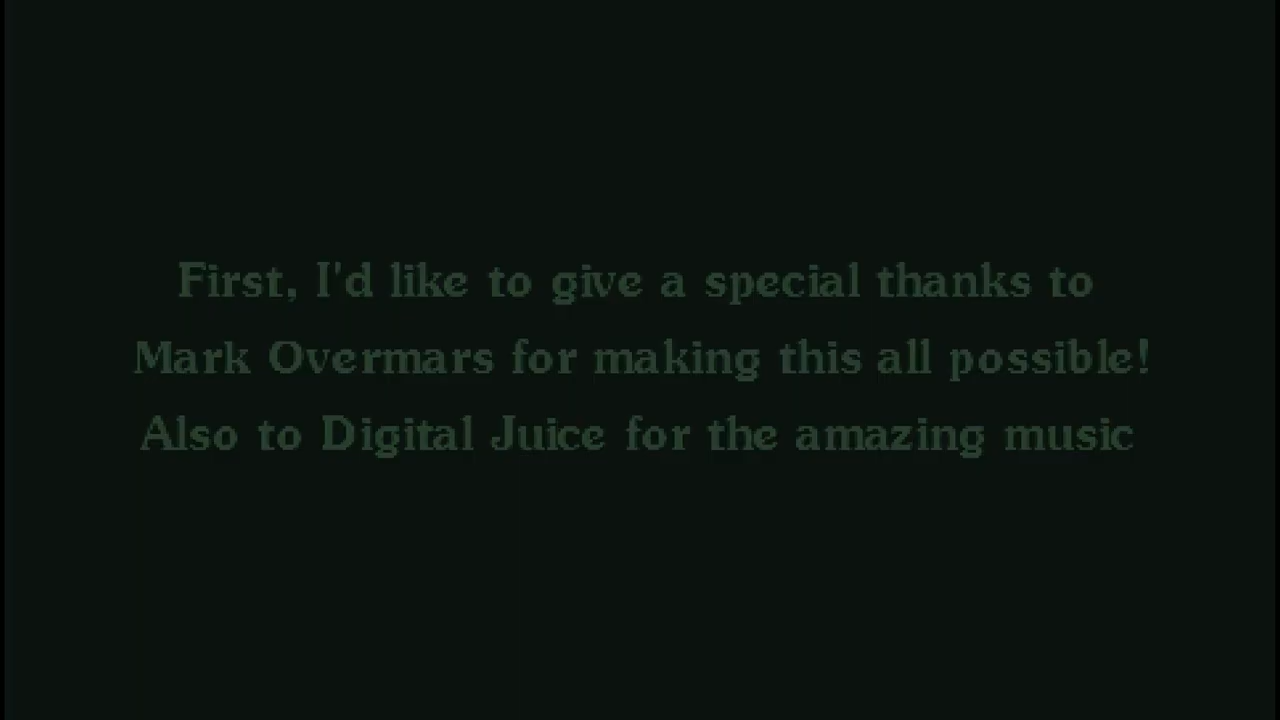 First, I'd like to give a special thanks to
Mark Overmars for making this all possible!
Also to Digital Juice for the amazing music